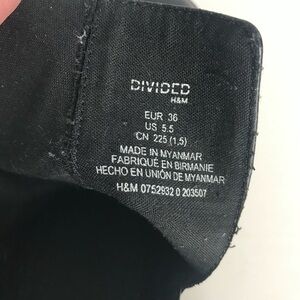 DIVIDED
H&M
EUR 36
US 5.5
CN 225 (1,5)
MADE IN MYANMAR
FABRIQUÉ EN BIRMANIE
HECHO EN UNIÓN DE MYANMAR
H&M 0752932 0 203507